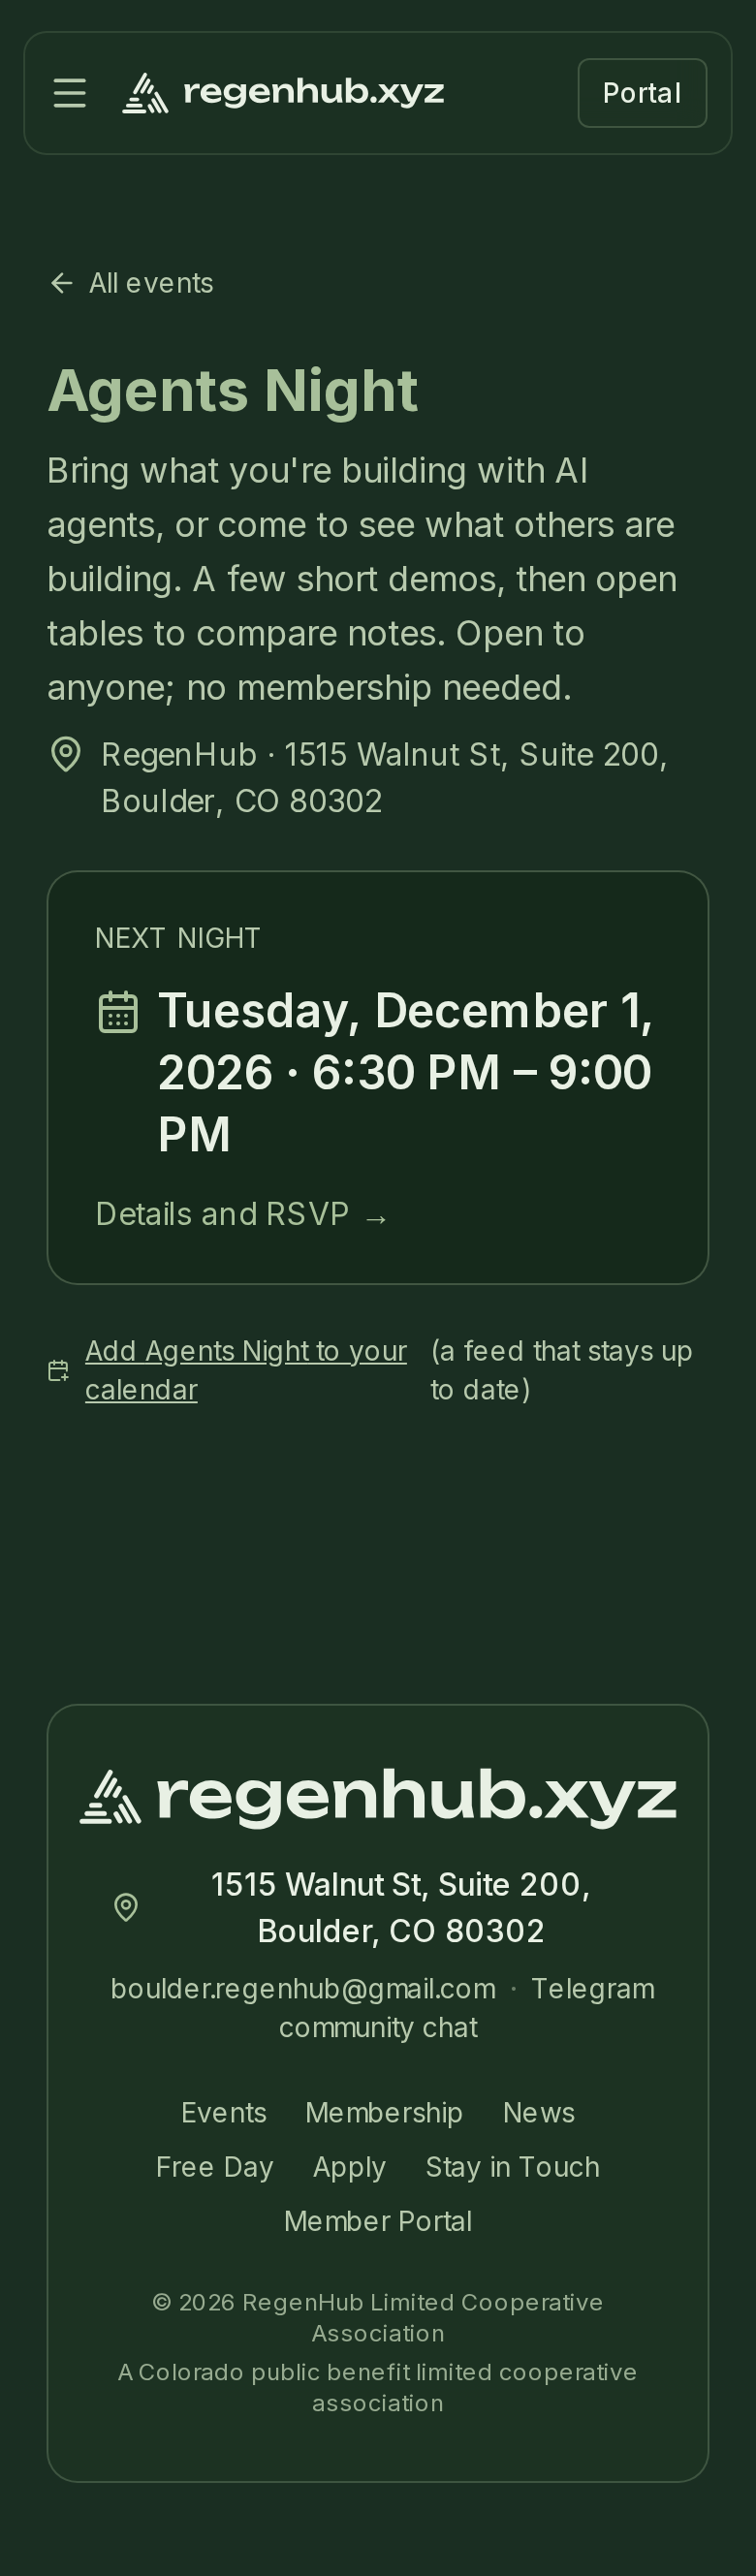 regenhub.xyz
Portal
← All events
Agents Night
Bring what you're building with AI
agents, or come to see what others are
building. A few short demos, then open
tables to compare notes. Open to
anyone; no membership needed.
RegenHub · 1515 Walnut St, Suite 200,
Boulder, CO 80302
NEXT NIGHT
Tuesday, December 1,
2026 · 6:30 PM – 9:00
PM
Details and RSVP →
Add Agents Night to your
calendar
(a feed that stays up
to date)
regenhub.xyz
1515 Walnut St, Suite 200,
Boulder, CO 80302
boulder.regenhub@gmail.com · Telegram
community chat
Events Membership News
Free Day Apply Stay in Touch
Member Portal
© 2026 RegenHub Limited Cooperative
Association
A Colorado public benefit limited cooperative
association